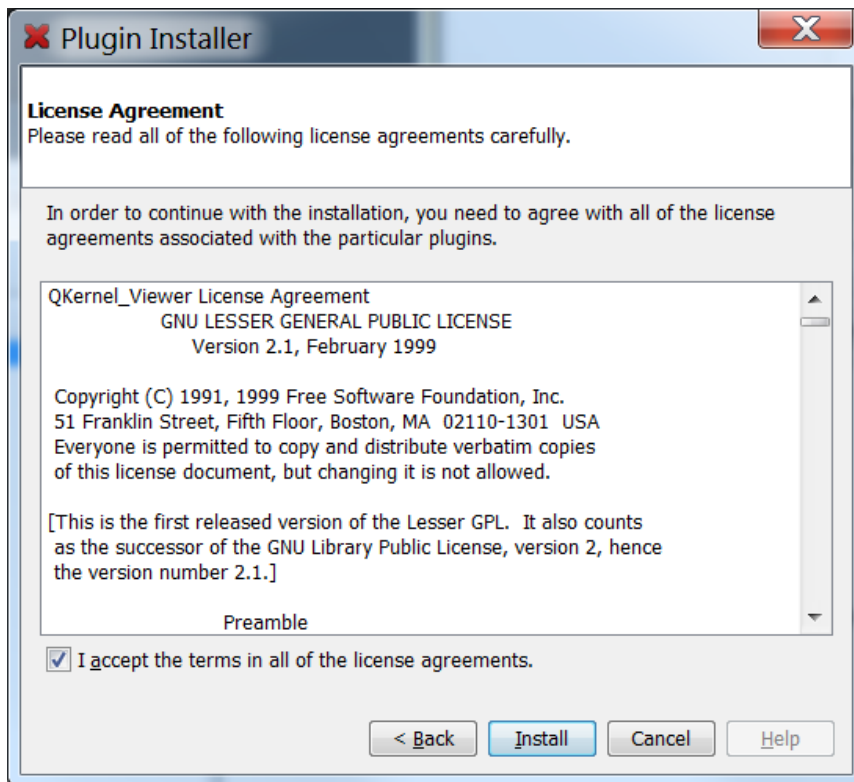 Plugin Installer
License Agreement
Please read all of the following license agreements carefully.
In order to continue with the installation, you need to agree with all of the license
agreements associated with the particular plugins.
QKernel_Viewer License Agreement
GNU LESSER GENERAL PUBLIC LICENSE
Version 2.1, February 1999
Copyright (C) 1991, 1999 Free Software Foundation, Inc.
51 Franklin Street, Fifth Floor, Boston, MA  02110-1301  USA
Everyone is permitted to copy and distribute verbatim copies
of this license document, but changing it is not allowed.
[This is the first released version of the Lesser GPL.  It also counts
as the successor of the GNU Library Public License, version 2, hence
the version number 2.1.]
Preamble
I accept the terms in all of the license agreements.
< Back Install Cancel Help